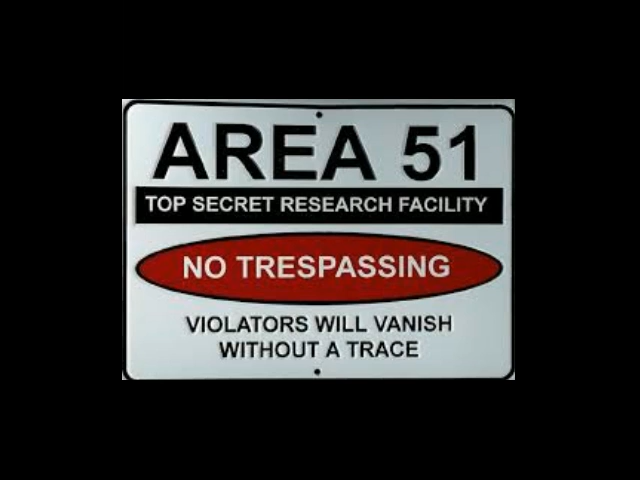 AREA 51
TOP SECRET RESEARCH FACILITY
NO TRESPASSING
VIOLATORS WILL VANISH
WITHOUT A TRACE